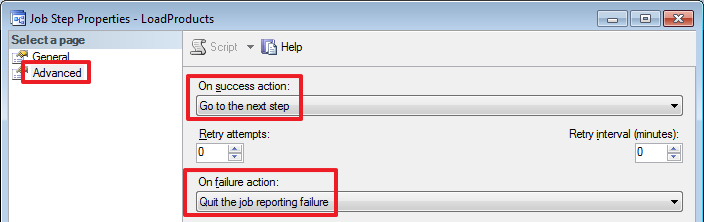 Job Step Properties - LoadProducts
Select a page
General
Advanced
Script
Help
On success action:
Go to the next step
Retry attempts:
Retry interval (minutes):
0
0
On failure action:
Quit the job reporting failure